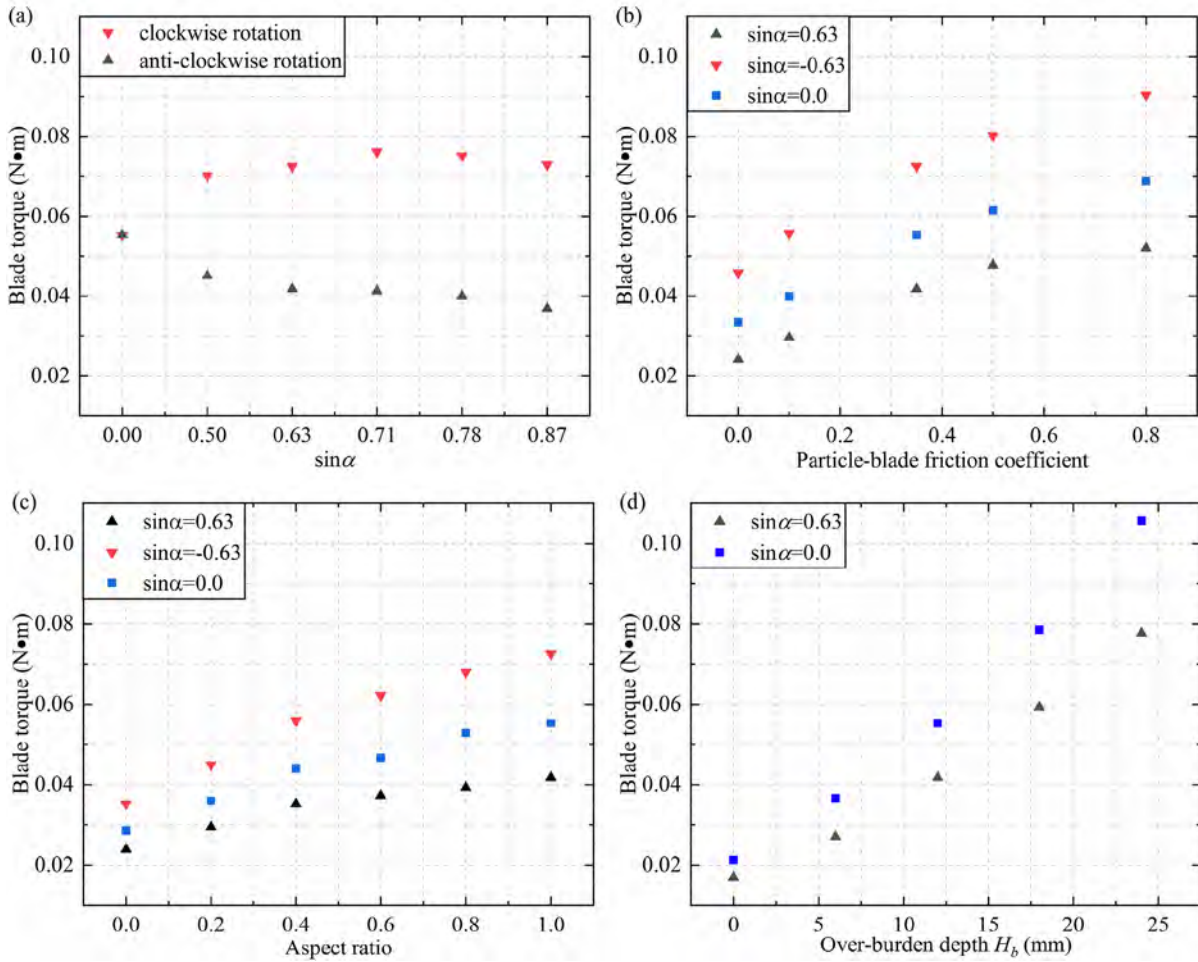 (a)
clockwise rotation
anti-clockwise rotation
Blade torque (N•m)
0.10
0.08
0.06
0.04
0.02
0.00 0.50 0.63 0.71 0.78 0.87
sinα
(b)
sinα=0.63
sinα=-0.63
sinα=0.0
Blade torque (N•m)
0.10
0.08
0.06
0.04
0.02
0.0 0.2 0.4 0.6 0.8
Particle-blade friction coefficient
(c)
sinα=0.63
sinα=-0.63
sinα=0.0
Blade torque (N•m)
0.10
0.08
0.06
0.04
0.02
0.0 0.2 0.4 0.6 0.8 1.0
Aspect ratio
(d)
sinα=0.63
sinα=0.0
Blade torque (N•m)
0.10
0.08
0.06
0.04
0.02
0 5 10 15 20 25
Over-burden depth H_b (mm)